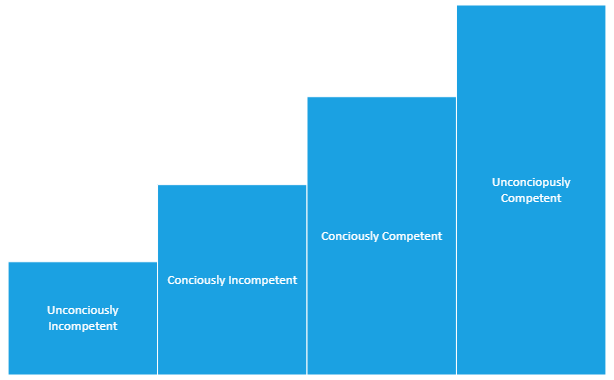 Unconciously
Incompetent
Conciously Incompetent
Conciously Competent
Unconciopusly
Competent